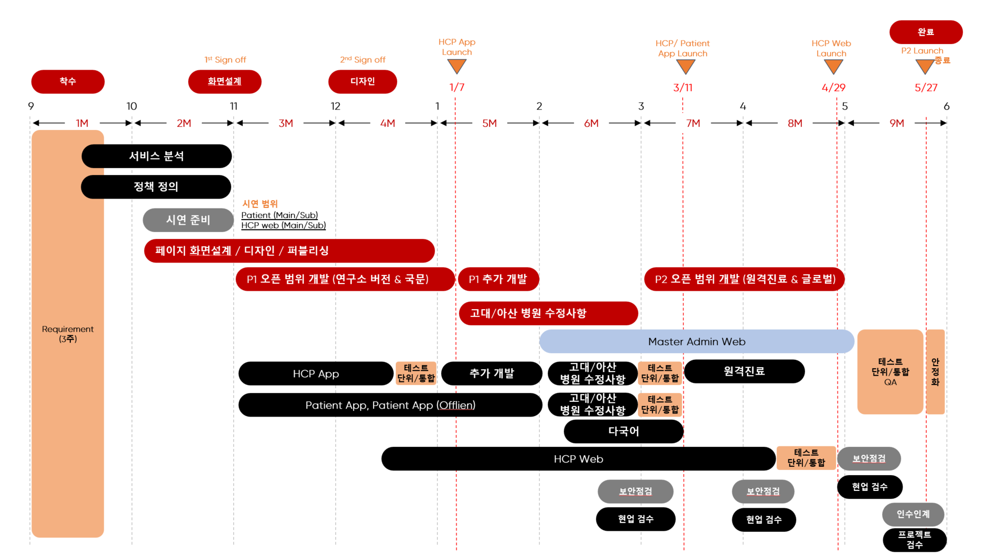 완료
HCP App
Launch
HCP/ Patient
App Launch
HCP Web
Launch
P2 Launch
종료
1st Sign off
2nd Sign off
착수
화면설계
디자인
1/7
3/11
4/29
5/27
9
10
11
12
1
2
3
4
5
6
1M
2M
3M
4M
5M
6M
7M
8M
9M
서비스 분석
정책 정의
시연 준비
시연 범위
Patient (Main/Sub)
HCP web (Main/Sub)
페이지 화면설계 / 디자인 / 퍼블리싱
P1 오픈 범위 개발 (연구소 버전 & 국문)
P1 추가 개발
P2 오픈 범위 개발 (원격진료 & 글로벌)
고대/아산 병원 수정사항
Requirement
(3주)
Master Admin Web
HCP App
테스트
단위/통합
추가 개발
고대/아산
병원 수정사항
테스트
단위/통합
원격진료
테스트
단위/통합
QA
안
정
화
Patient App, Patient App (Offlien)
고대/아산
병원 수정사항
테스트
단위/통합
다국어
HCP Web
테스트
단위/통합
보안점검
현업 검수
보안점검
보안점검
현업 검수
현업 검수
인수인계
프로젝트
검수